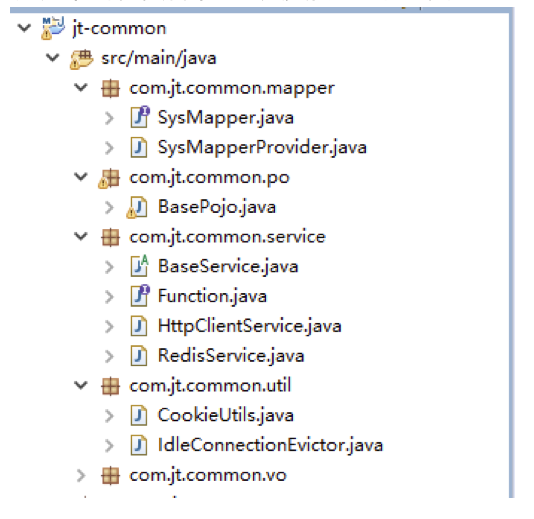 jt-common
src/main/java
com.jt.common.mapper
SysMapper.java
SysMapperProvider.java
com.jt.common.po
BasePojo.java
com.jt.common.service
BaseService.java
Function.java
HttpClientService.java
RedisService.java
com.jt.common.util
CookieUtils.java
IdleConnectionEvictor.java
com.jt.common.vo